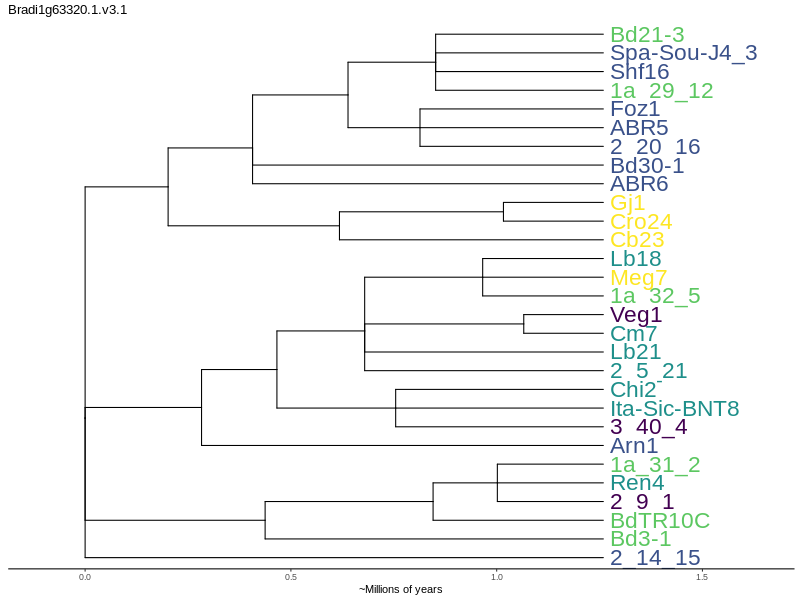 Bradi1g63320.1.v3.1
Bd21-3
Spa-Sou-J4_3
Shf16
1a_29_12
Foz1
ABR5
2_20_16
Bd30-1
ABR6
Gj1
Cro24
Cb23
Lb18
Meg7
1a_32_5
Veg1
Cm7
Lb21
2_5_21
Chi2
Ita-Sic-BNT8
3_40_4
Arn1
1a_31_2
Ren4
2_9_1
BdTR10C
Bd3-1
2_14_15
0.0 0.5 1.0 1.5
~Millions of years